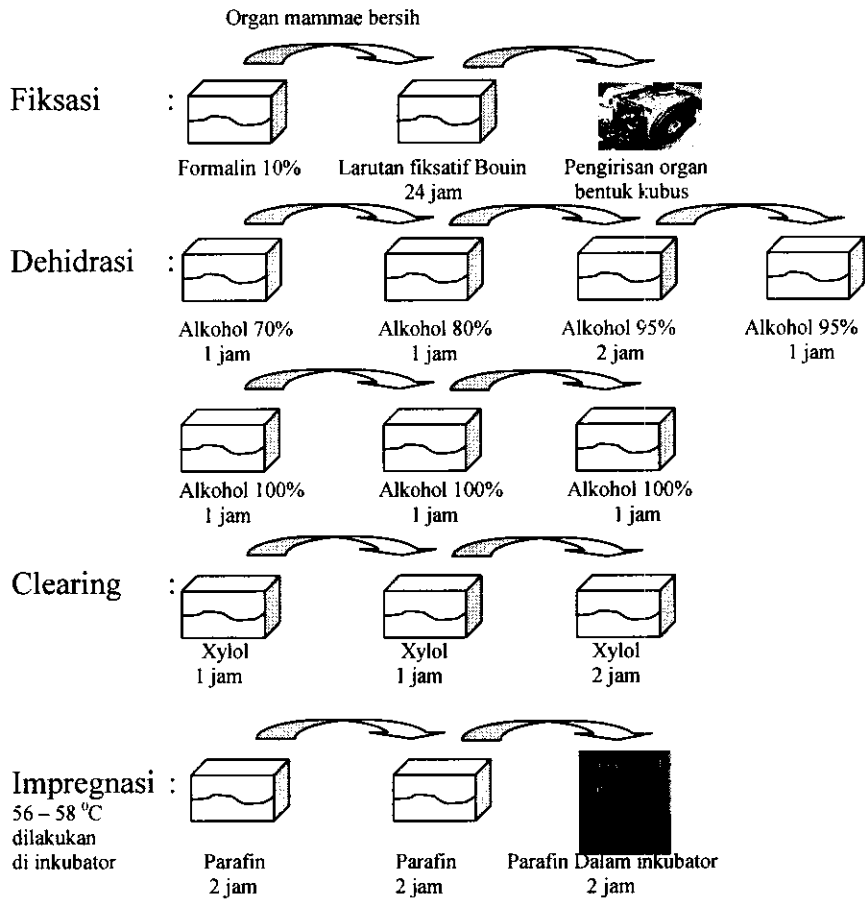 Organ mammae bersih
Fiksasi :
Formalin 10% Larutan fiksatif Bouin Pengirisan organ
24 jam bentuk kubus
Dehidrasi :
Alkohol 70% Alkohol 80% Alkohol 95% Alkohol 95%
1 jam 1 jam 2 jam 1 jam
Alkohol 100% Alkohol 100% Alkohol 100%
1 jam 1 jam 1 jam
Clearing :
Xylol Xylol Xylol
1 jam 1 jam 2 jam
Impregnasi :
56 – 58 ⁰C
dilakukan
di inkubator
Parafin Parafin Parafin Dalam inkubator
2 jam 2 jam 2 jam